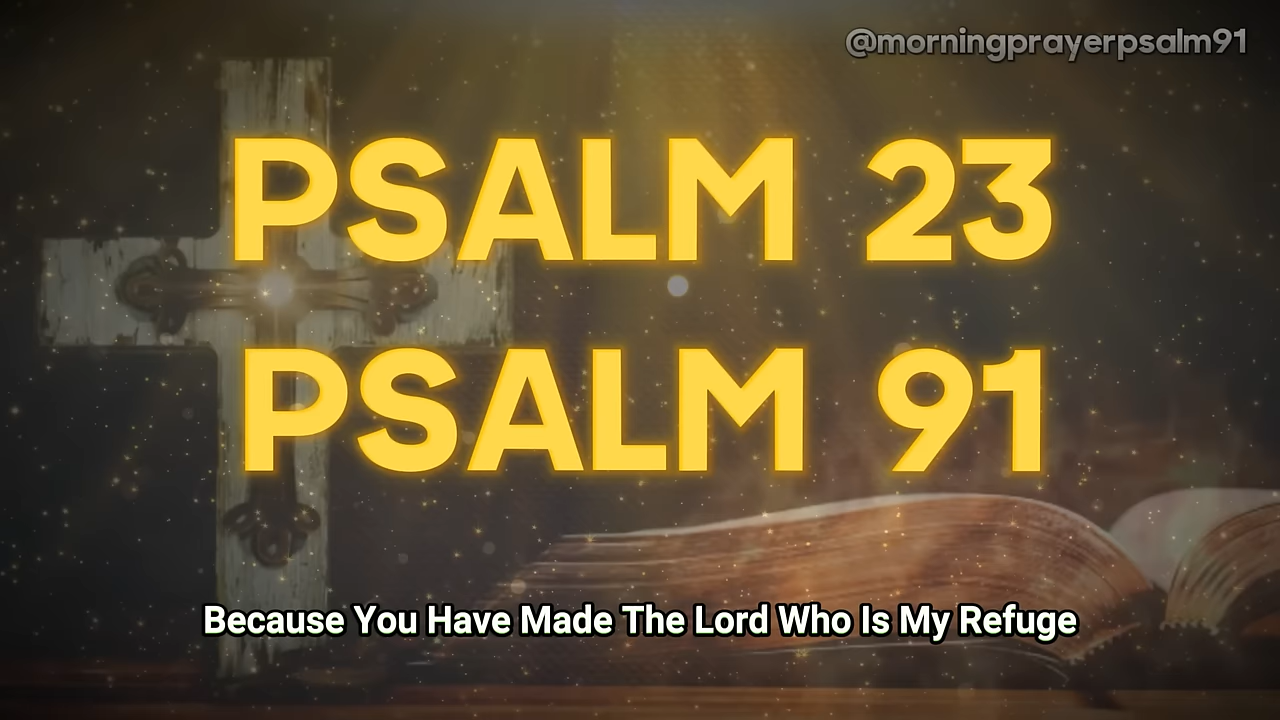 @morningprayerpsalm91
PSALM 23
PSALM 91
Because You Have Made The Lord Who Is My Refuge